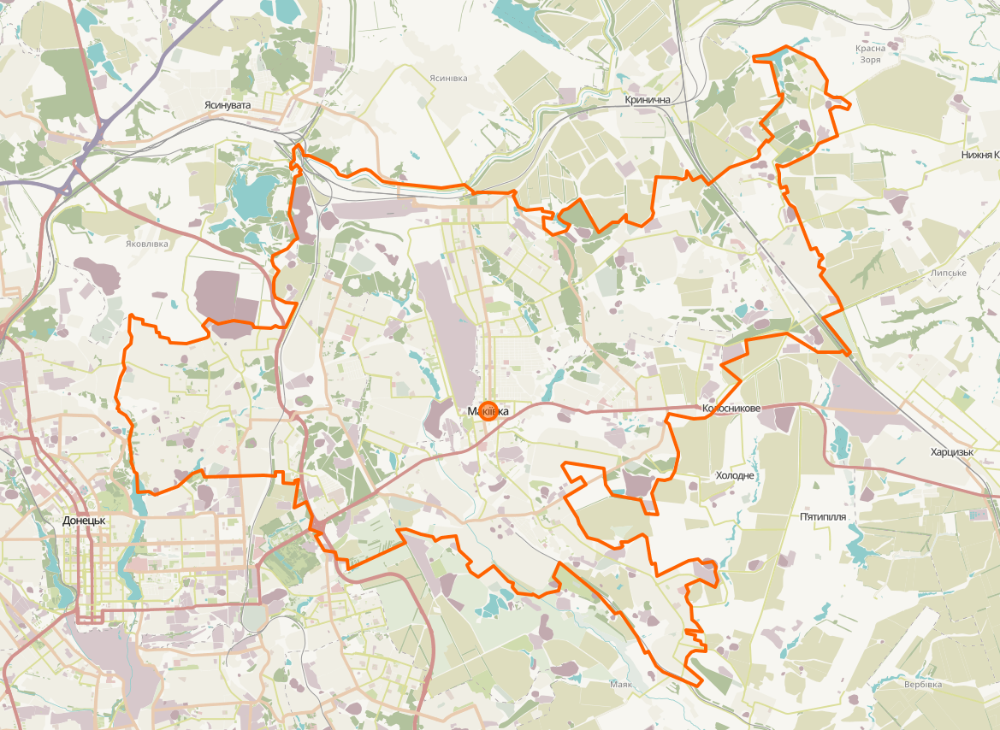 Красна
Зоря
Ясинівка
Кринична
Ясинувата
Нижня К
Яковлівка
Липське
Макіївка
Колосникове
Харцизьк
Холодне
П'ятипілля
Донецьк
Маяк
Вербівка